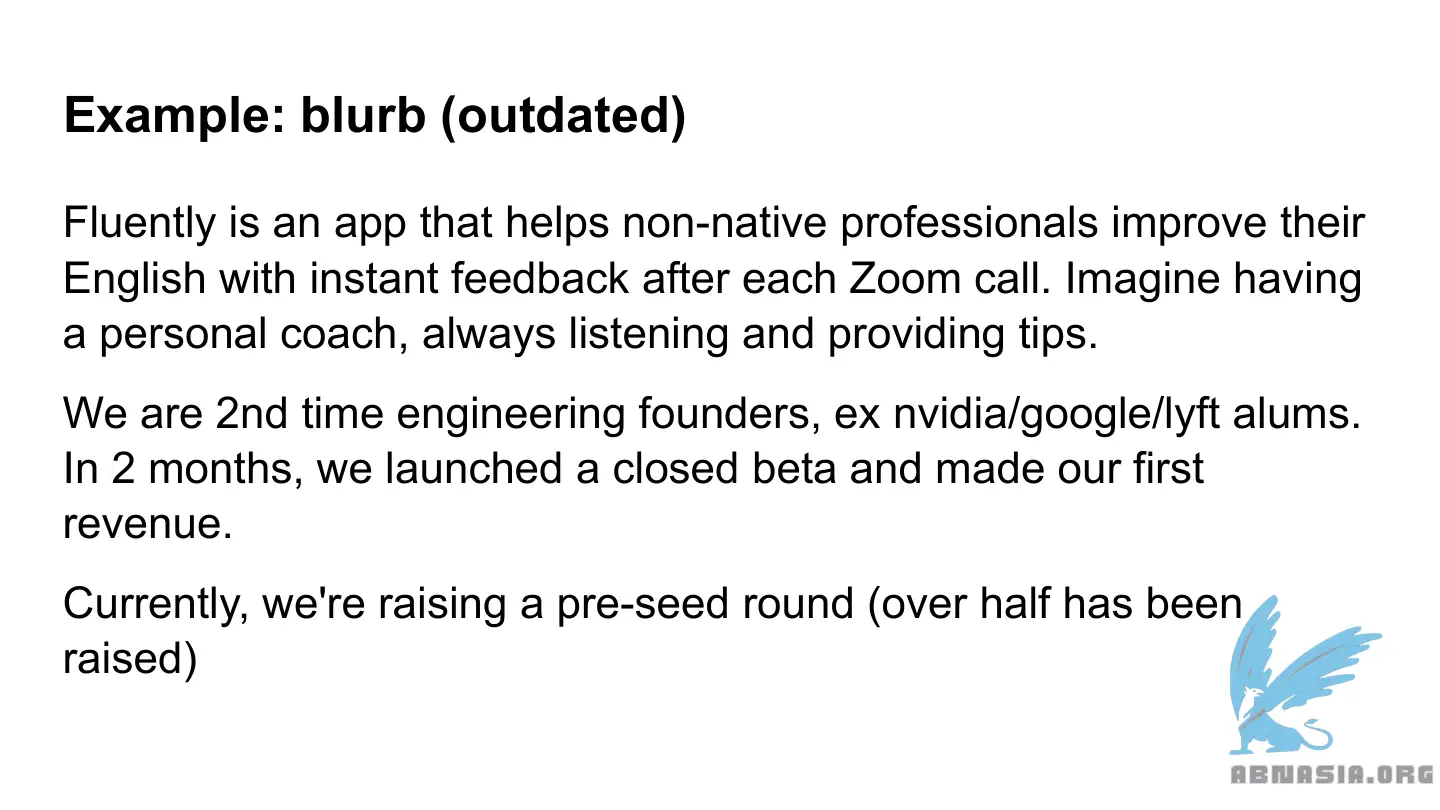 Example: blurb (outdated)
Fluently is an app that helps non-native professionals improve their
English with instant feedback after each Zoom call. Imagine having
a personal coach, always listening and providing tips.
We are 2nd time engineering founders, ex nvidia/google/lyft alums.
In 2 months, we launched a closed beta and made our first
revenue.
Currently, we're raising a pre-seed round (over half has been
raised)
ABNASIA.ORG